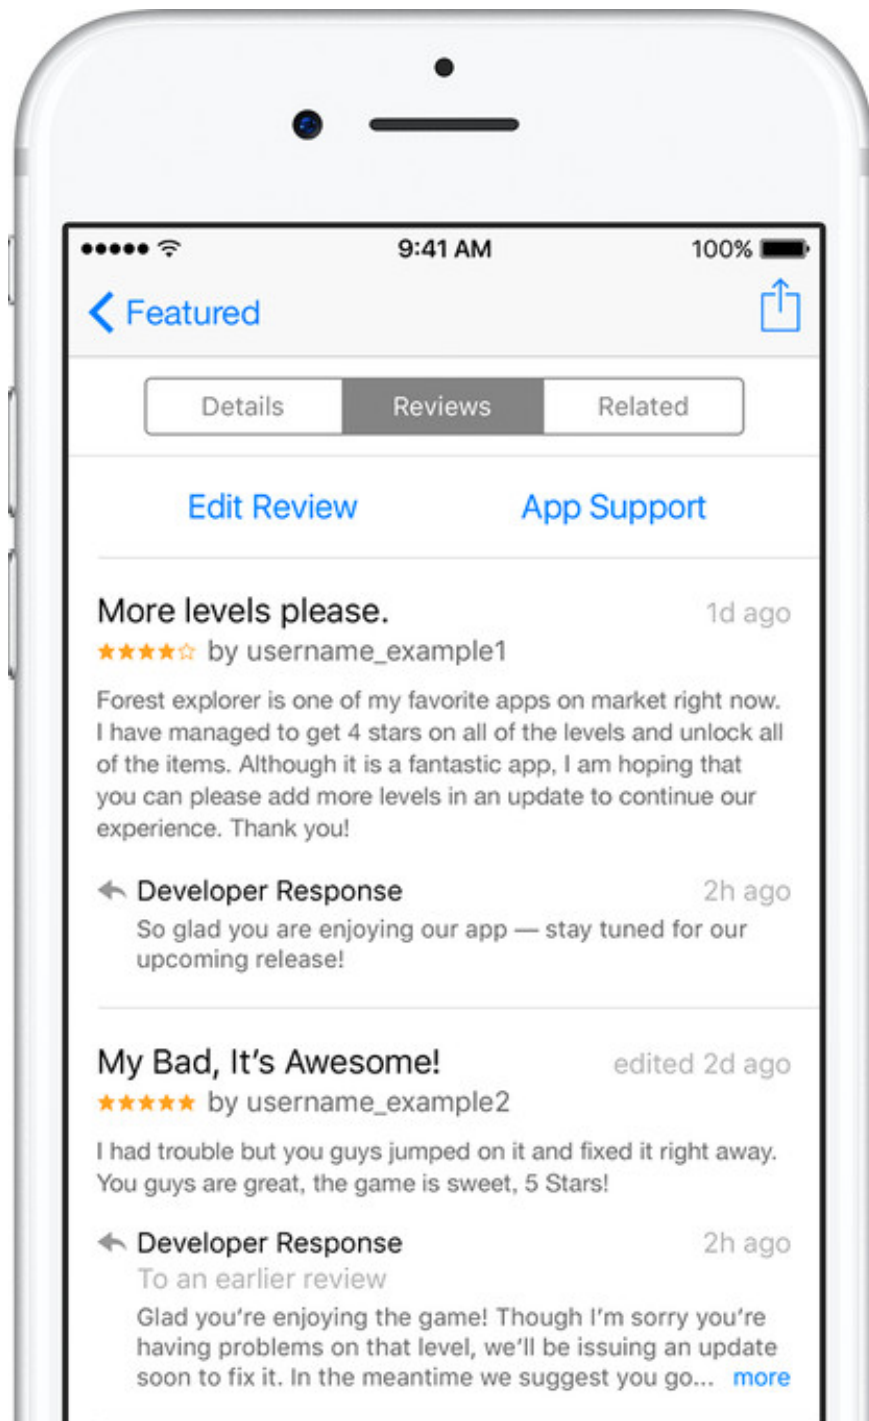 9:41 AM
100%
Featured
Details
Reviews
Related
Edit Review
App Support
More levels please.
1d ago
by username_example1
Forest explorer is one of my favorite apps on market right now.
I have managed to get 4 stars on all of the levels and unlock all
of the items. Although it is a fantastic app, I am hoping that
you can please add more levels in an update to continue our
experience. Thank you!
Developer Response
2h ago
So glad you are enjoying our app — stay tuned for our
upcoming release!
My Bad, It’s Awesome!
edited 2d ago
by username_example2
I had trouble but you guys jumped on it and fixed it right away.
You guys are great, the game is sweet, 5 Stars!
Developer Response
2h ago
To an earlier review
Glad you’re enjoying the game! Though I’m sorry you’re
having problems on that level, we’ll be issuing an update
soon to fix it. In the meantime we suggest you go... more